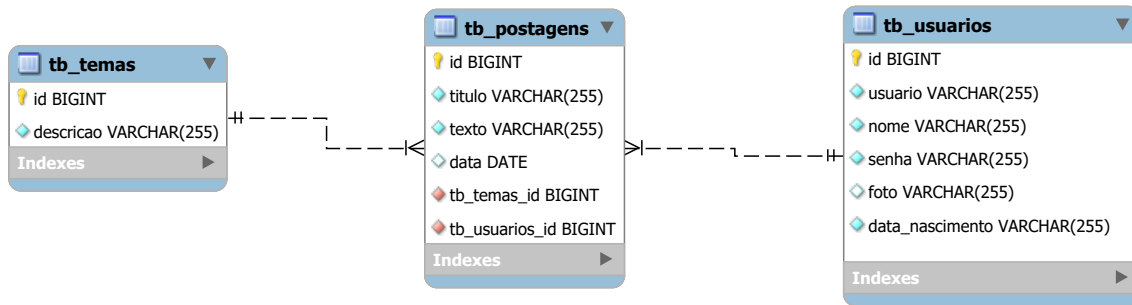 tb_temas
id BIGINT
descricao VARCHAR(255)
Indexes
tb_postagens
id BIGINT
titulo VARCHAR(255)
texto VARCHAR(255)
data DATE
tb_temas_id BIGINT
tb_usuarios_id BIGINT
Indexes
tb_usuarios
id BIGINT
usuario VARCHAR(255)
nome VARCHAR(255)
senha VARCHAR(255)
foto VARCHAR(255)
data_nascimento VARCHAR(255)
Indexes